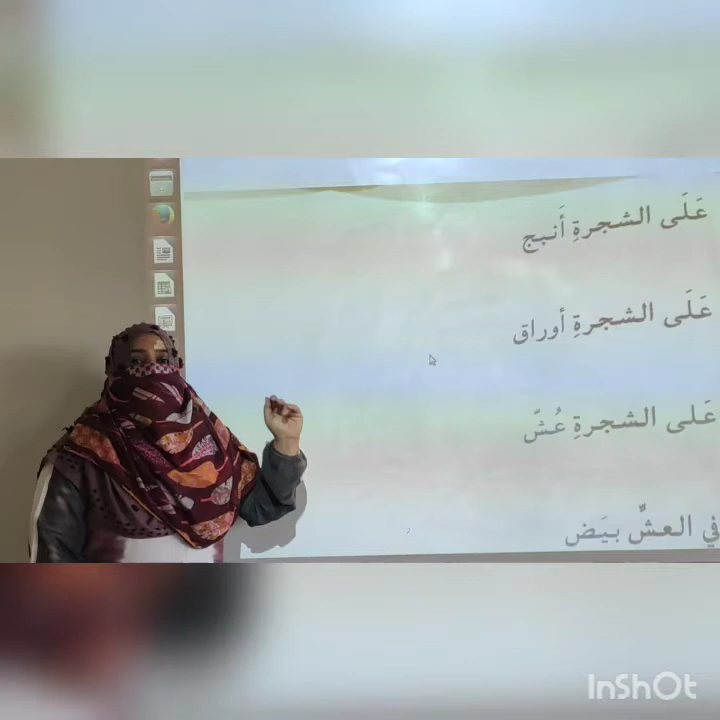 عَلَى الشجرةِ أَنبج
عَلَى الشجرةِ أوراق
عَلى الشجرةِ عُشّ
في العشِّ بيَض
InShOt